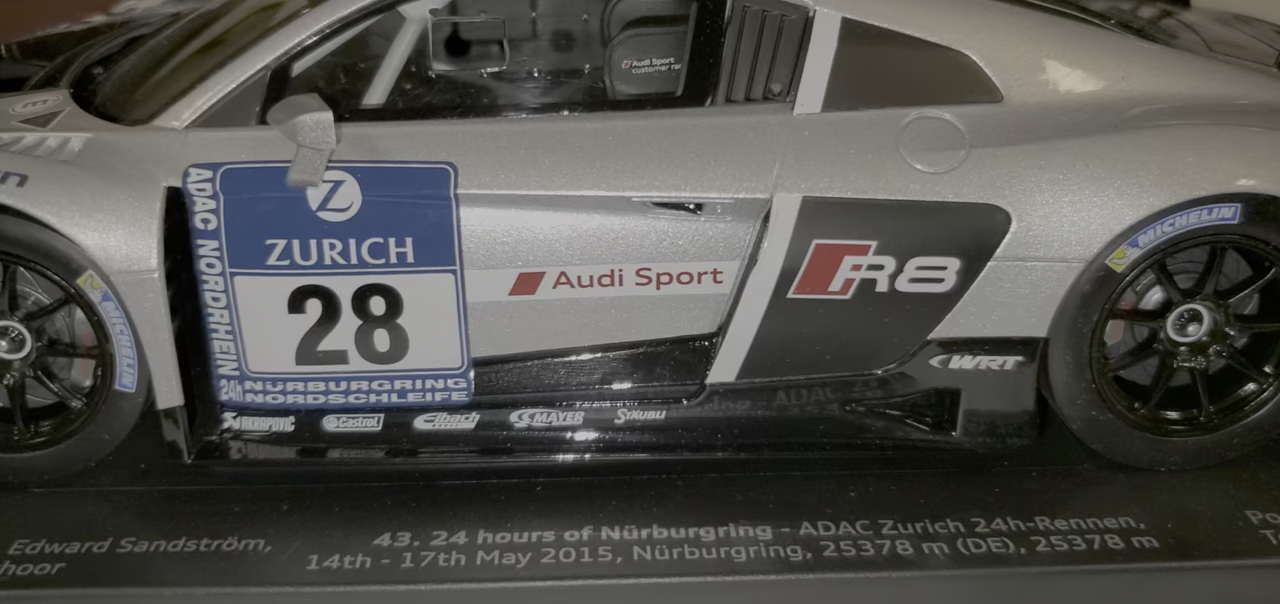 Audi Sport
customer
ADAC NORDRHEIN
Z
ZURICH
28
24h NÜRBURGRING
NORDSCHLEIFE
Audi Sport
R8
WRT
MICHELIN
MICHELIN
AKRAPOVIC
Castrol
Eibach
MAYER
STÄUBLI
Edward Sandström,
43. 24 hours of Nürburgring - ADAC Zurich 24h-Rennen,
14th - 17th May 2015, Nürburgring, 25378 m (DE), 25378 m